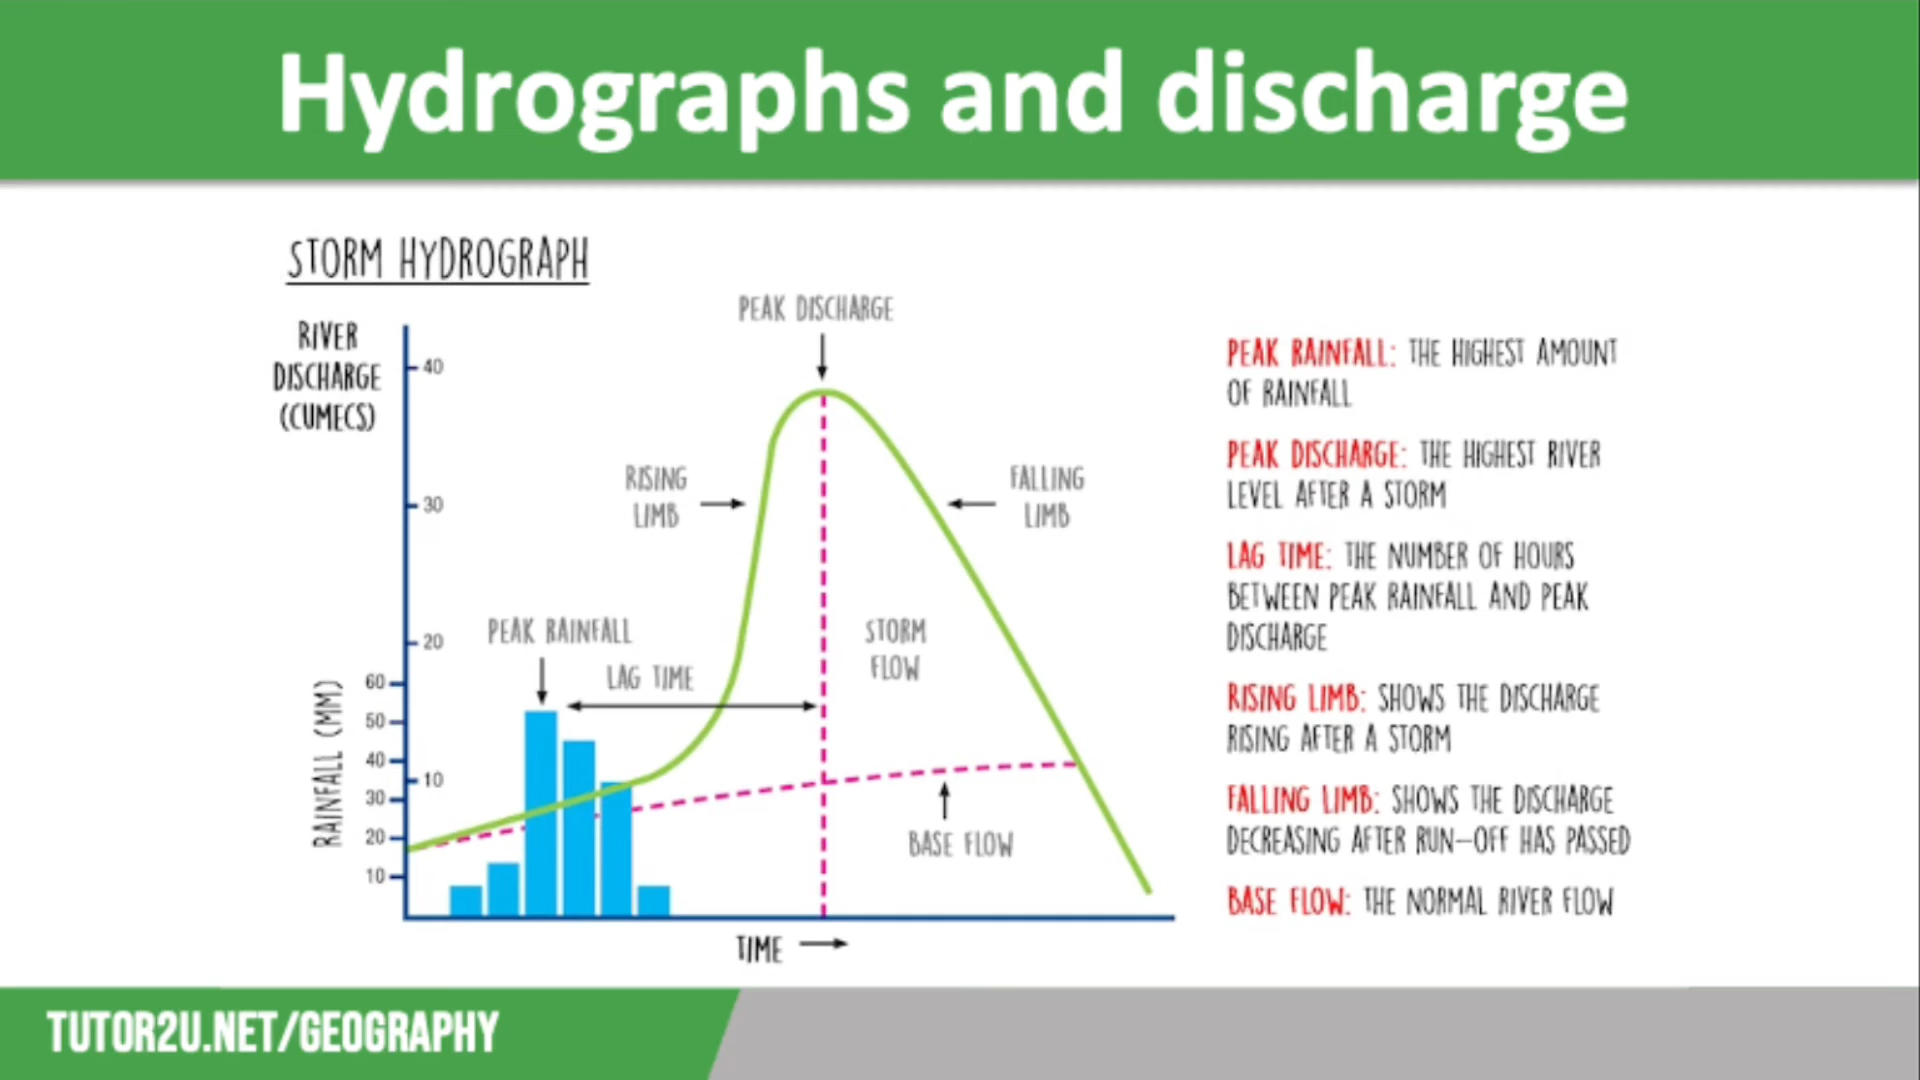 Hydrographs and discharge
STORM HYDROGRAPH
RIVER
DISCHARGE
(CUMECS)
40
30
20
10
RAINFALL (MM)
60
50
40
30
20
10
PEAK DISCHARGE
RISING
LIMB
FALLING
LIMB
PEAK RAINFALL
LAG TIME
STORM
FLOW
BASE FLOW
TIME
PEAK RAINFALL: THE HIGHEST AMOUNT
OF RAINFALL
PEAK DISCHARGE: THE HIGHEST RIVER
LEVEL AFTER A STORM
LAG TIME: THE NUMBER OF HOURS
BETWEEN PEAK RAINFALL AND PEAK
DISCHARGE
RISING LIMB: SHOWS THE DISCHARGE
RISING AFTER A STORM
FALLING LIMB: SHOWS THE DISCHARGE
DECREASING AFTER RUN-OFF HAS PASSED
BASE FLOW: THE NORMAL RIVER FLOW
TUTOR2U.NET/GEOGRAPHY